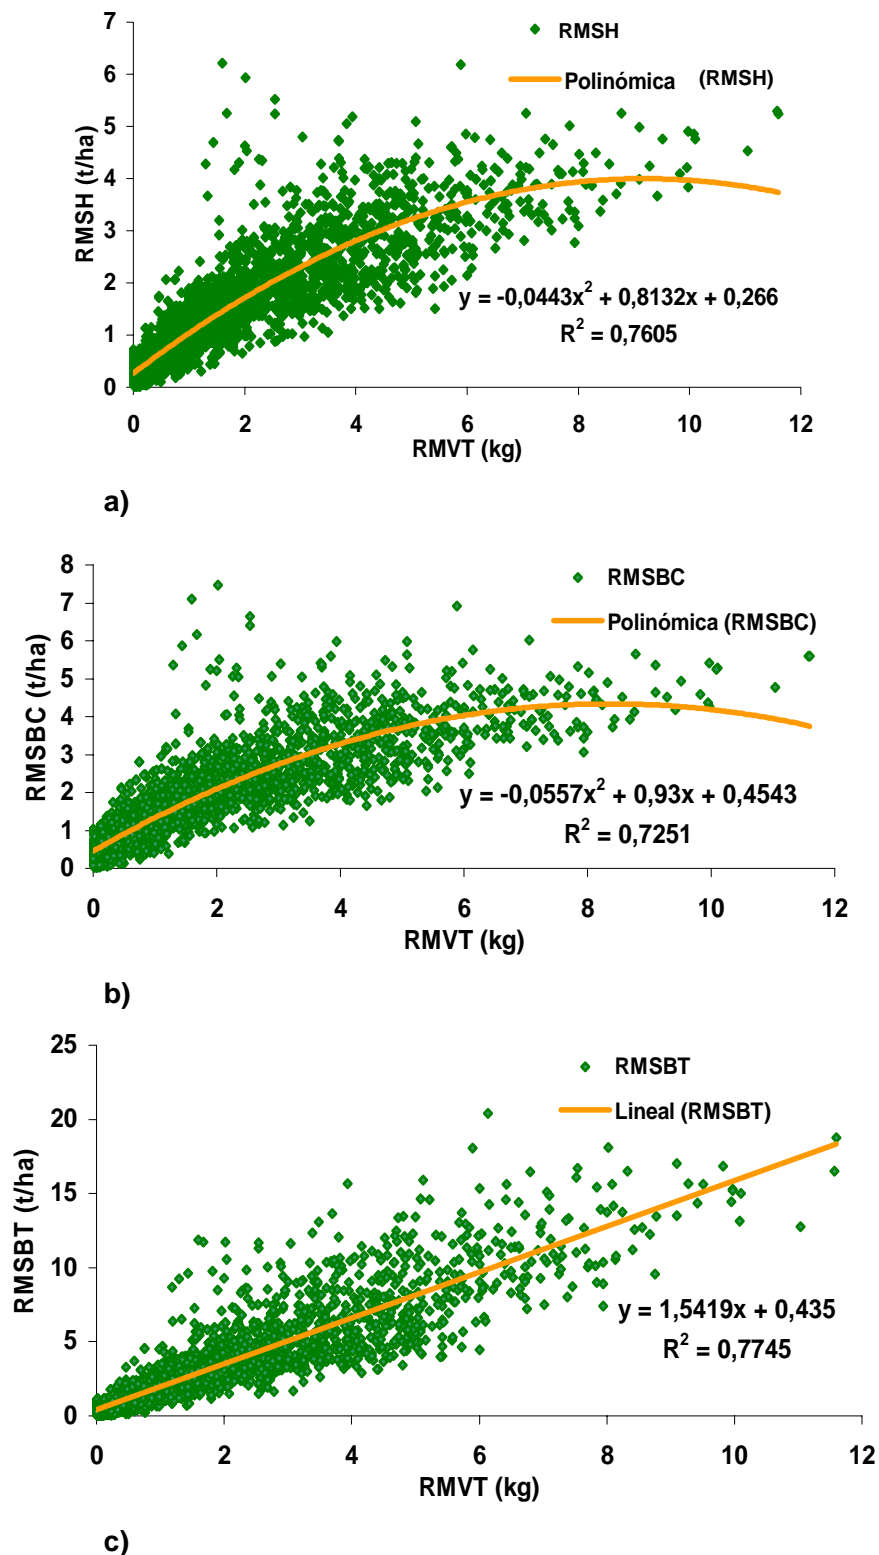 7
6
5
4
3
2
1
0
RMSH (t/ha)
RMSH
Polinómica (RMSH)
y = -0,0443x² + 0,8132x + 0,266
R² = 0,7605
0 2 4 6 8 10 12
RMVT (kg)
a)
8
7
6
5
4
3
2
1
0
RMSBC (t/ha)
RMSBC
Polinómica (RMSBC)
y = -0,0557x² + 0,93x + 0,4543
R² = 0,7251
0 2 4 6 8 10 12
RMVT (kg)
b)
25
20
15
10
5
0
RMSBT (t/ha)
RMSBT
Lineal (RMSBT)
y = 1,5419x + 0,435
R² = 0,7745
0 2 4 6 8 10 12
RMVT (kg)
c)